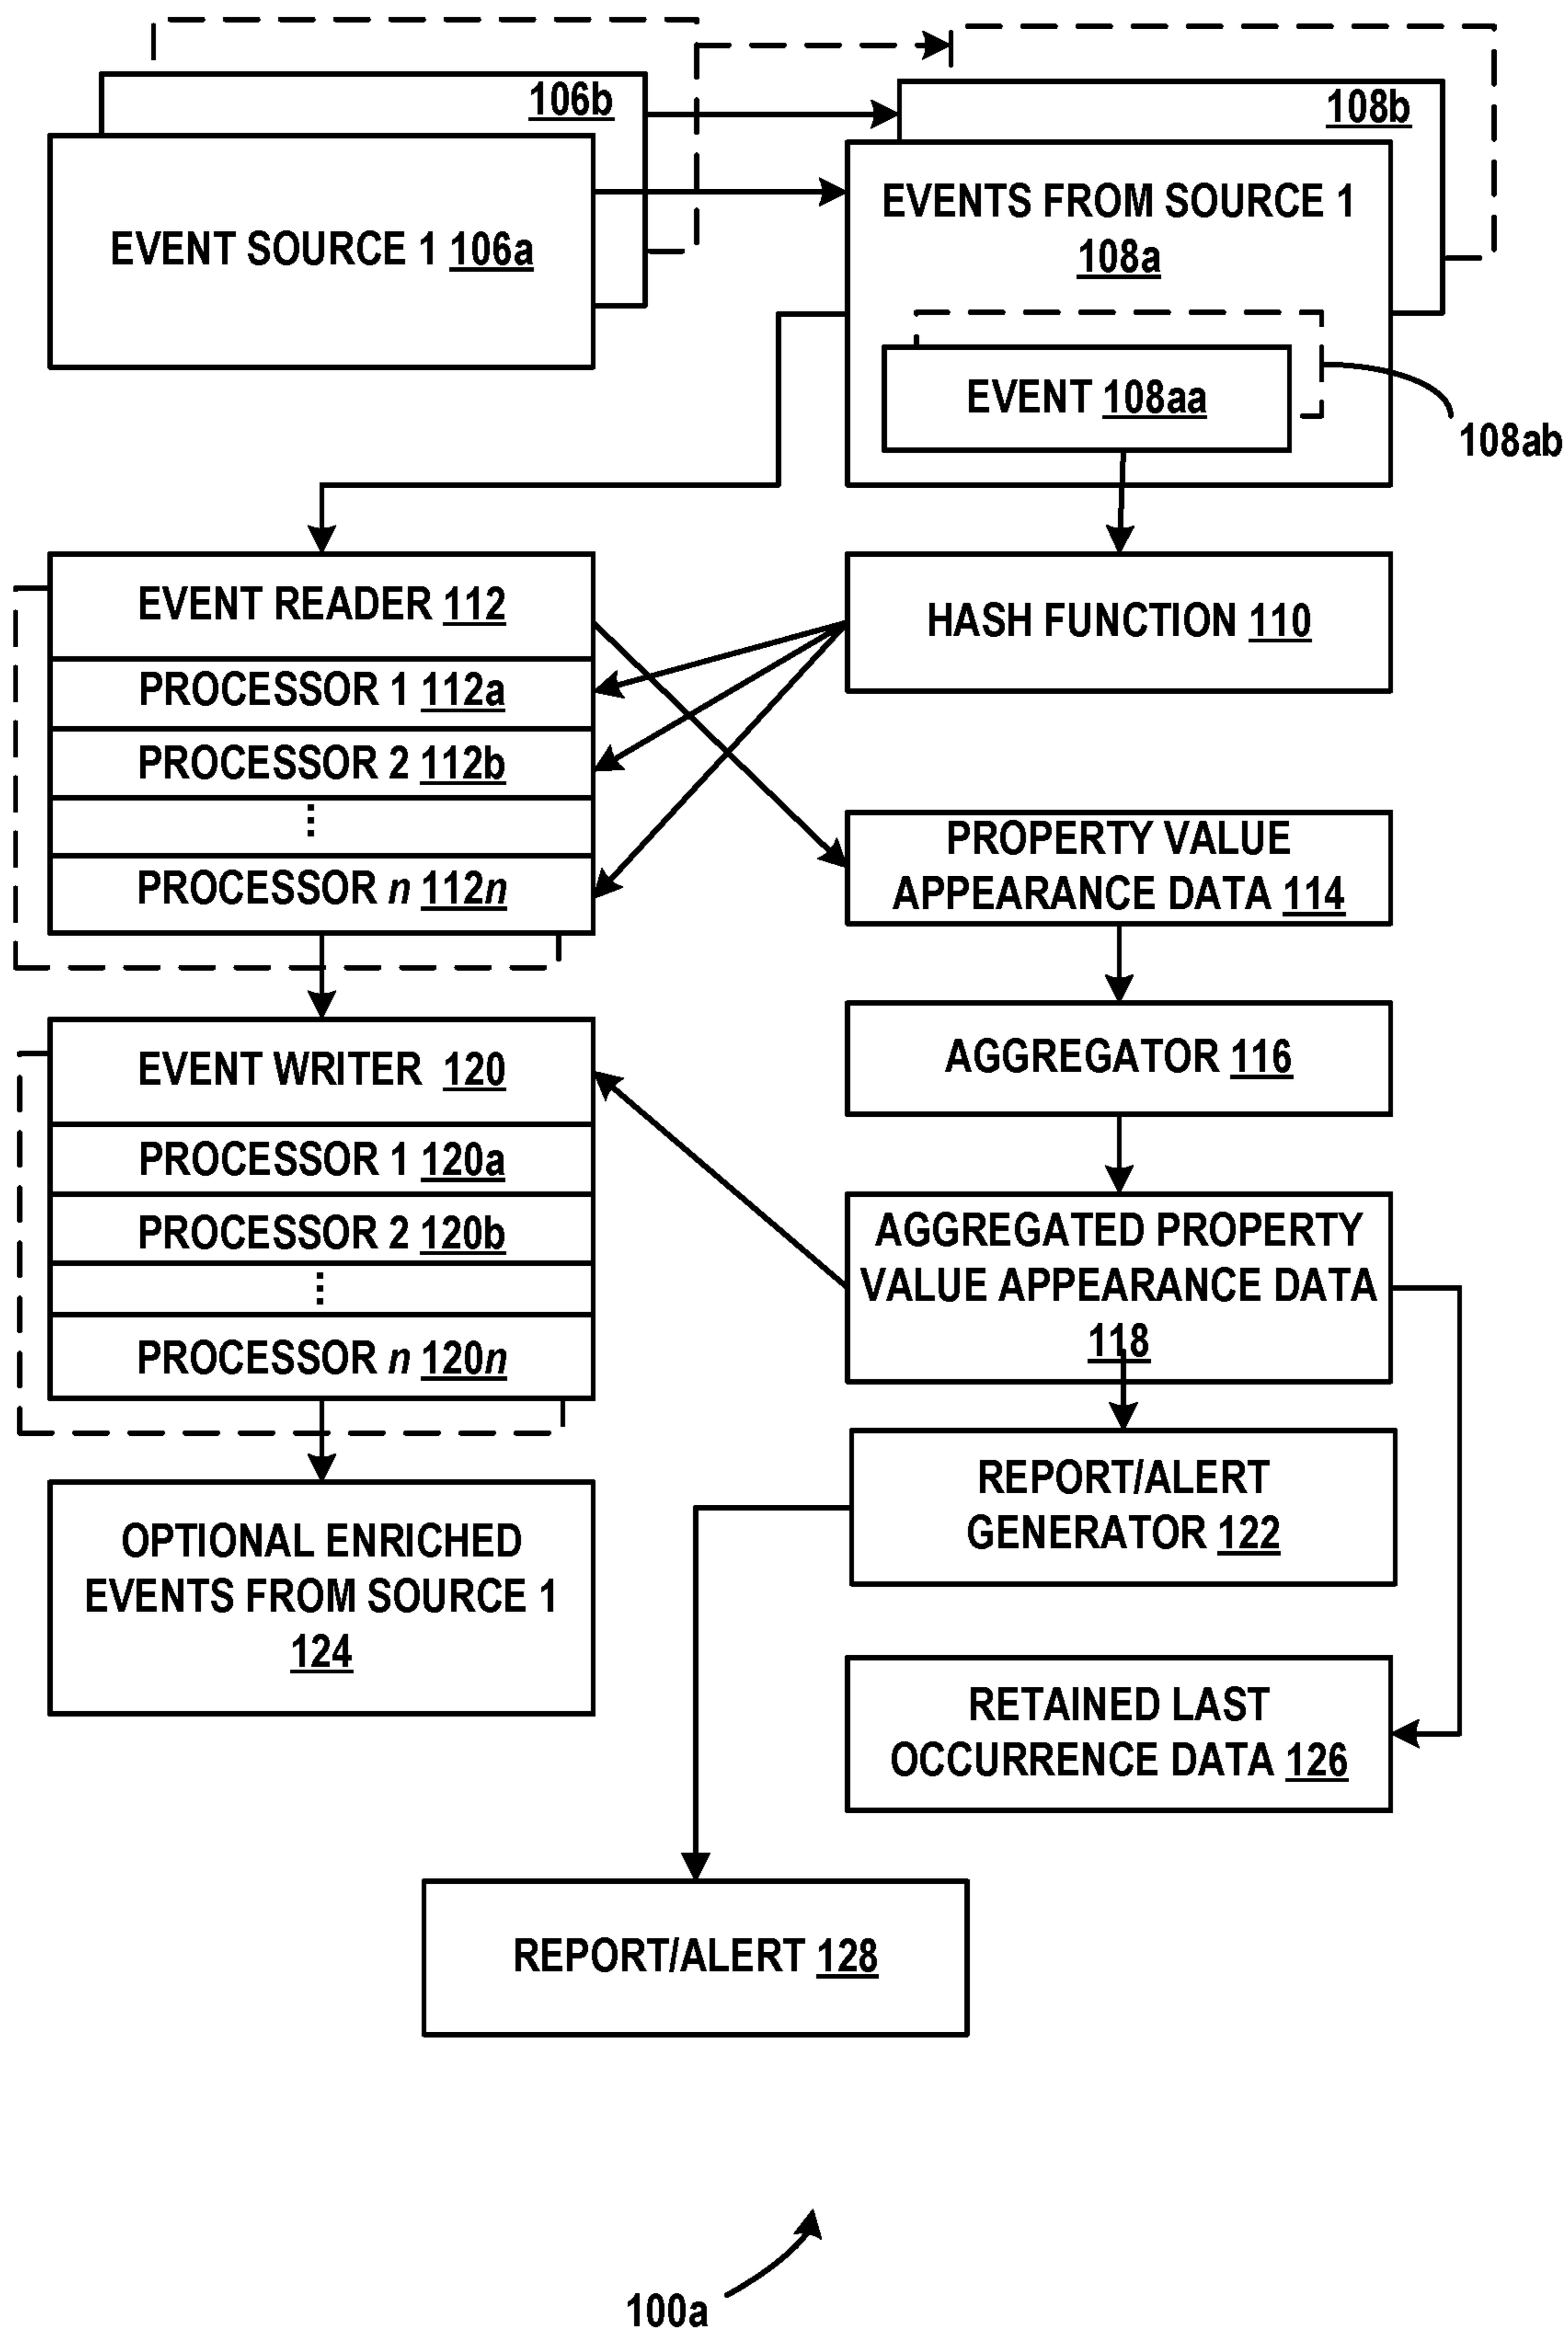 106b
108b
EVENT SOURCE 1 106a
EVENTS FROM SOURCE 1
108a
EVENT 108aa
108ab
EVENT READER 112
PROCESSOR 1 112a
PROCESSOR 2 112b
⋮
PROCESSOR n 112n
HASH FUNCTION 110
PROPERTY VALUE
APPEARANCE DATA 114
AGGREGATOR 116
EVENT WRITER 120
PROCESSOR 1 120a
PROCESSOR 2 120b
⋮
PROCESSOR n 120n
AGGREGATED PROPERTY
VALUE APPEARANCE DATA
118
REPORT/ALERT
GENERATOR 122
OPTIONAL ENRICHED
EVENTS FROM SOURCE 1
124
RETAINED LAST
OCCURRENCE DATA 126
REPORT/ALERT 128
100a